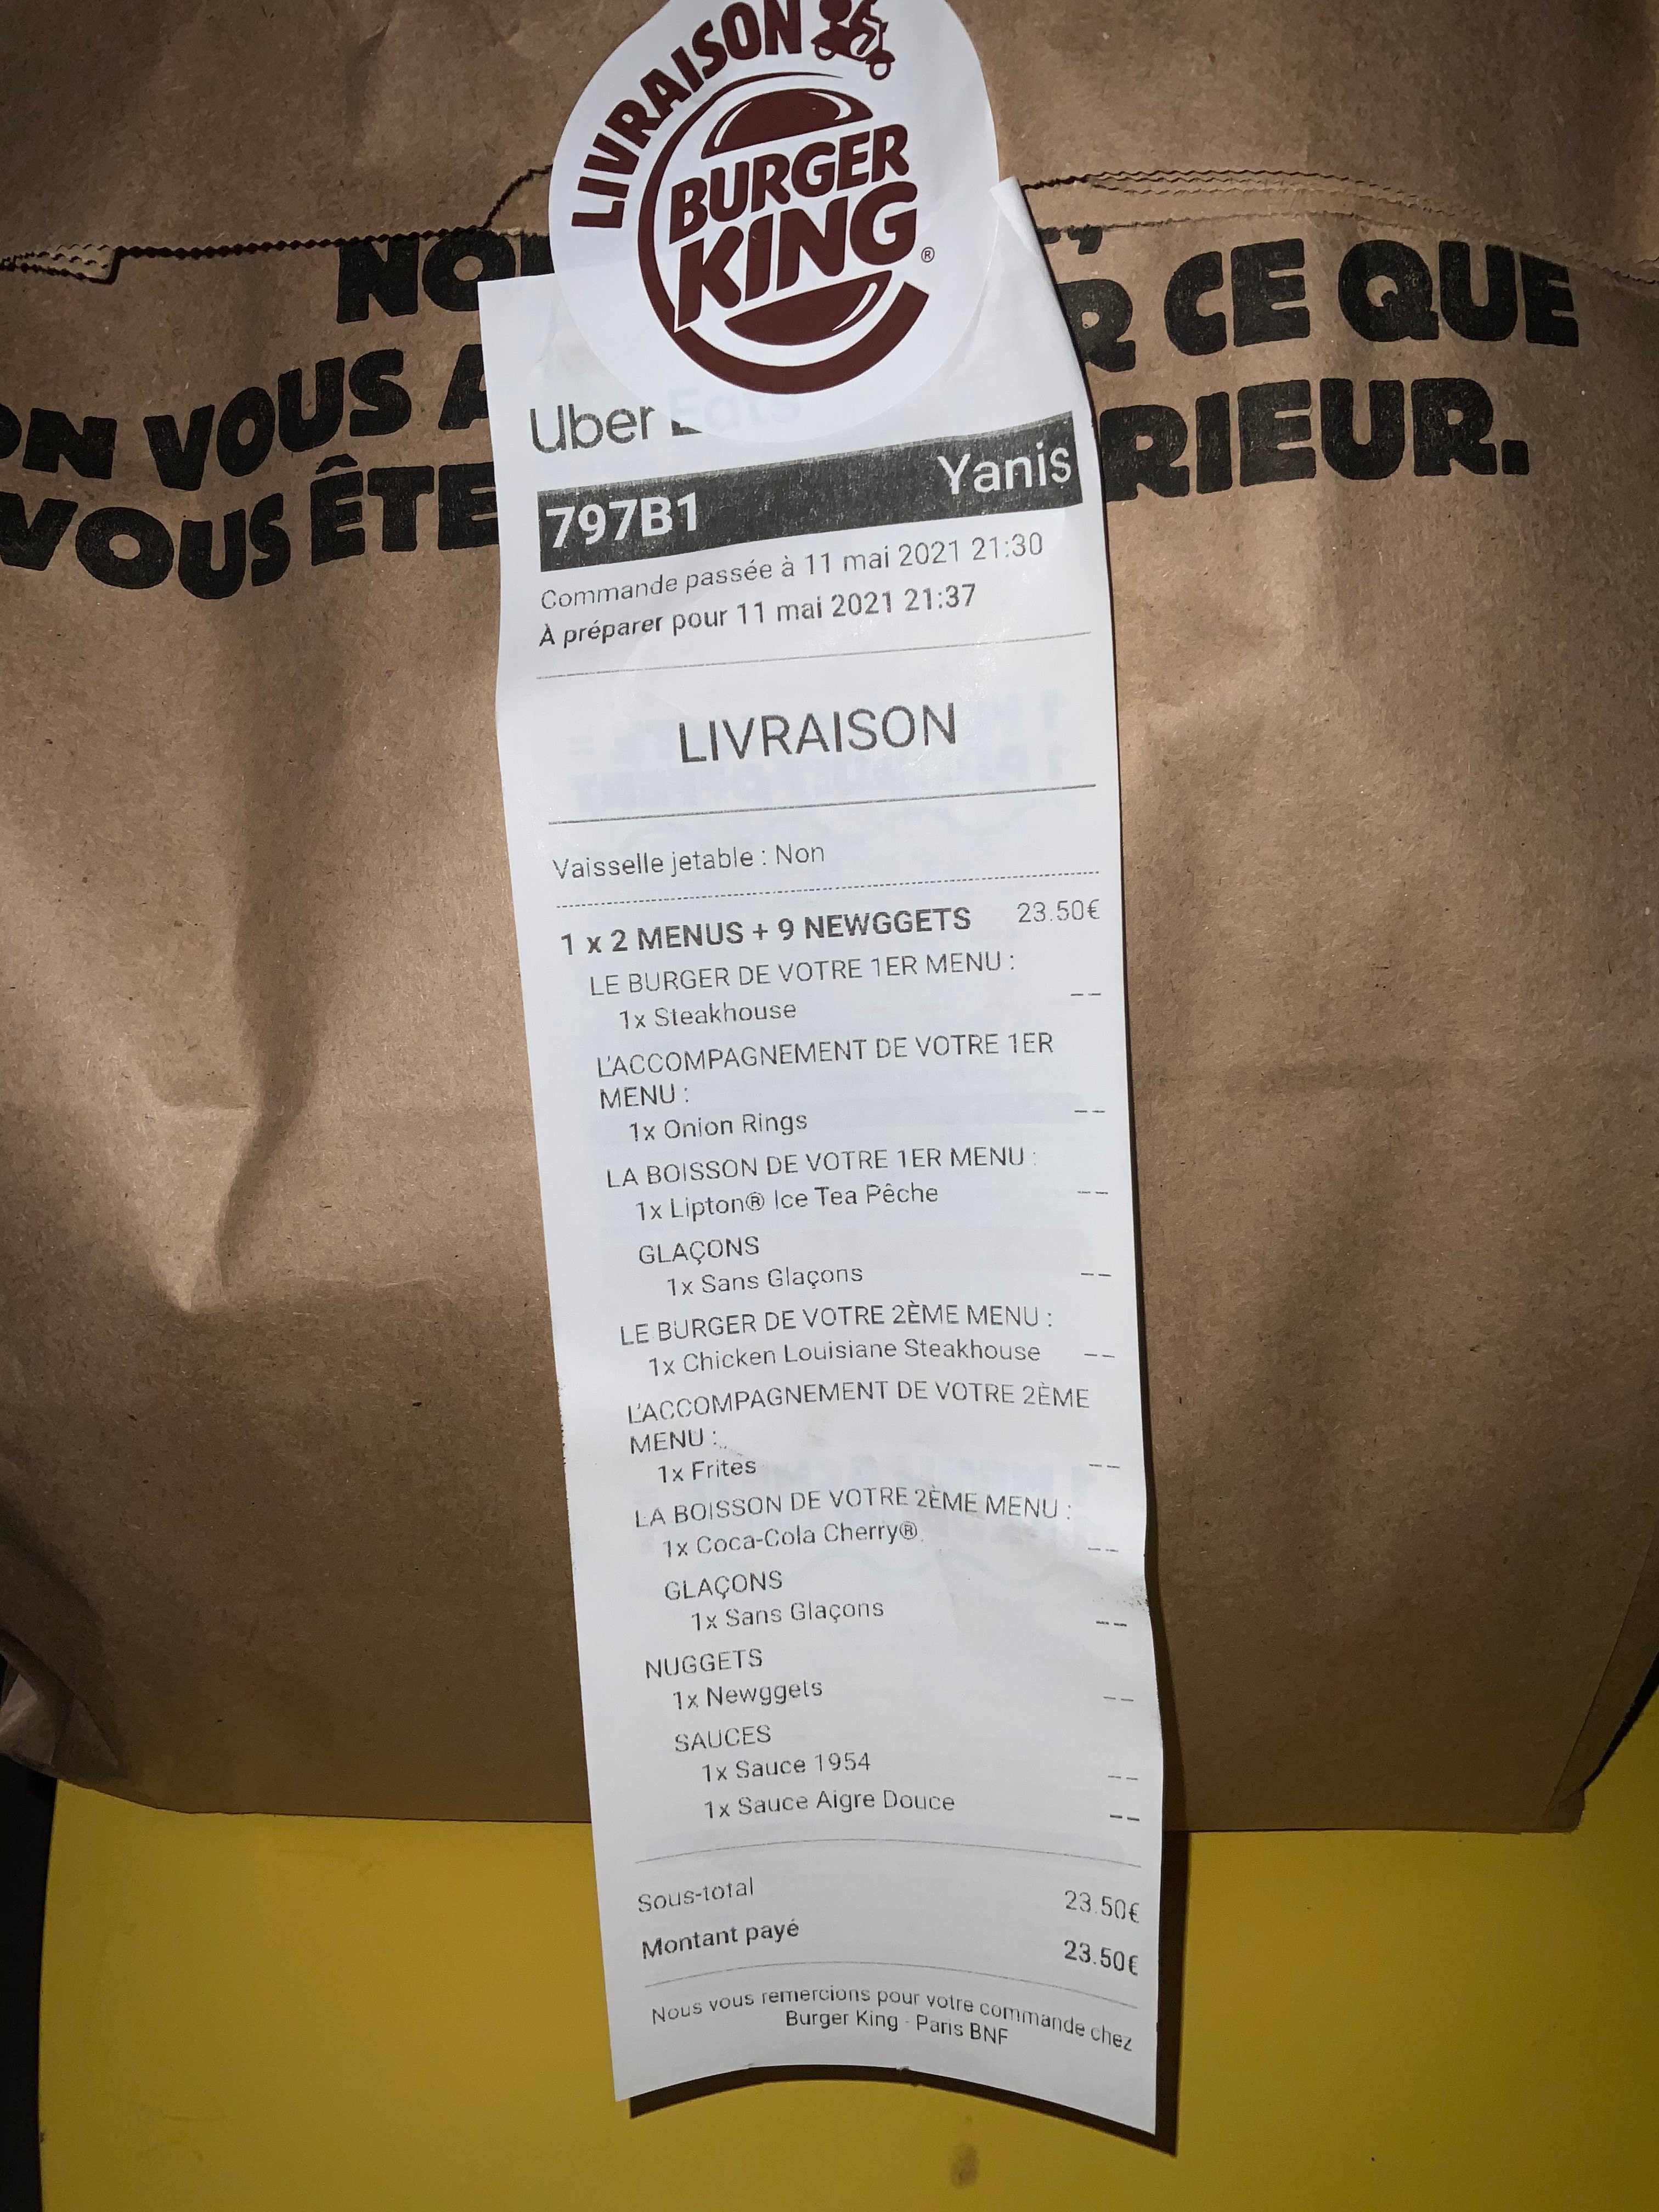 LIVRAISON
BURGER
KING®
CE QUE
ON VOUS
RIEUR.
VOUS
Uber Eats
797B1 Yanis
Commande passée à 11 mai 2021 21:30
À préparer pour 11 mai 2021 21:37
LIVRAISON
Vaisselle jetable : Non
1 x 2 MENUS + 9 NEWGGETS 23.50€
LE BURGER DE VOTRE 1ER MENU :
1x Steakhouse --
L'ACCOMPAGNEMENT DE VOTRE 1ER
MENU :
1x Onion Rings --
LA BOISSON DE VOTRE 1ER MENU :
1x Lipton® Ice Tea Pêche --
GLAÇONS
1x Sans Glaçons --
LE BURGER DE VOTRE 2ÈME MENU :
1x Chicken Louisiane Steakhouse --
L'ACCOMPAGNEMENT DE VOTRE 2ÈME
MENU :
1x Frites --
LA BOISSON DE VOTRE 2ÈME MENU :
1x Coca-Cola Cherry® --
GLAÇONS
1x Sans Glaçons --
NUGGETS
1x Newggets --
SAUCES
1x Sauce 1954 --
1x Sauce Aigre Douce --
Sous-total 23.50€
Montant payé 23.50€
Nous vous remercions pour votre commande chez
Burger King - Paris BNF